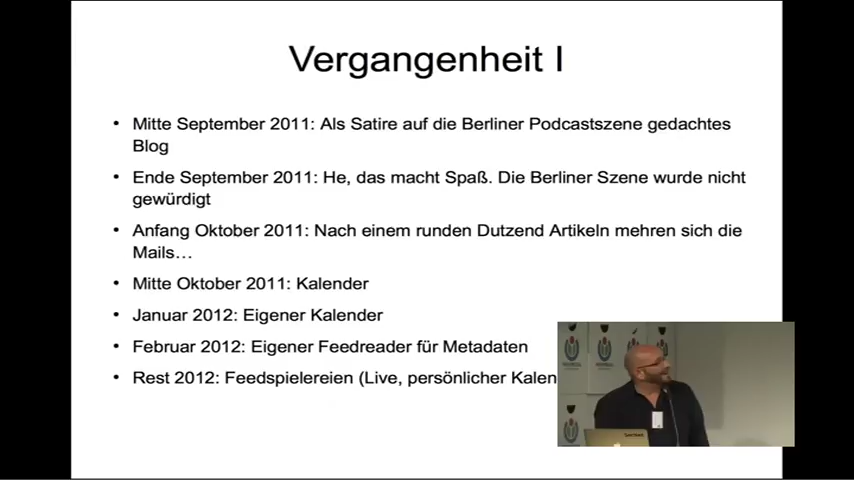 Vergangenheit I
• Mitte September 2011: Als Satire auf die Berliner Podcastszene gedachtes
Blog
• Ende September 2011: He, das macht Spaß. Die Berliner Szene wurde nicht
gewürdigt
• Anfang Oktober 2011: Nach einem runden Dutzend Artikeln mehren sich die
Mails…
• Mitte Oktober 2011: Kalender
• Januar 2012: Eigener Kalender
• Februar 2012: Eigener Feedreader für Metadaten
• Rest 2012: Feedspielereien (Live, persönlicher Kalen